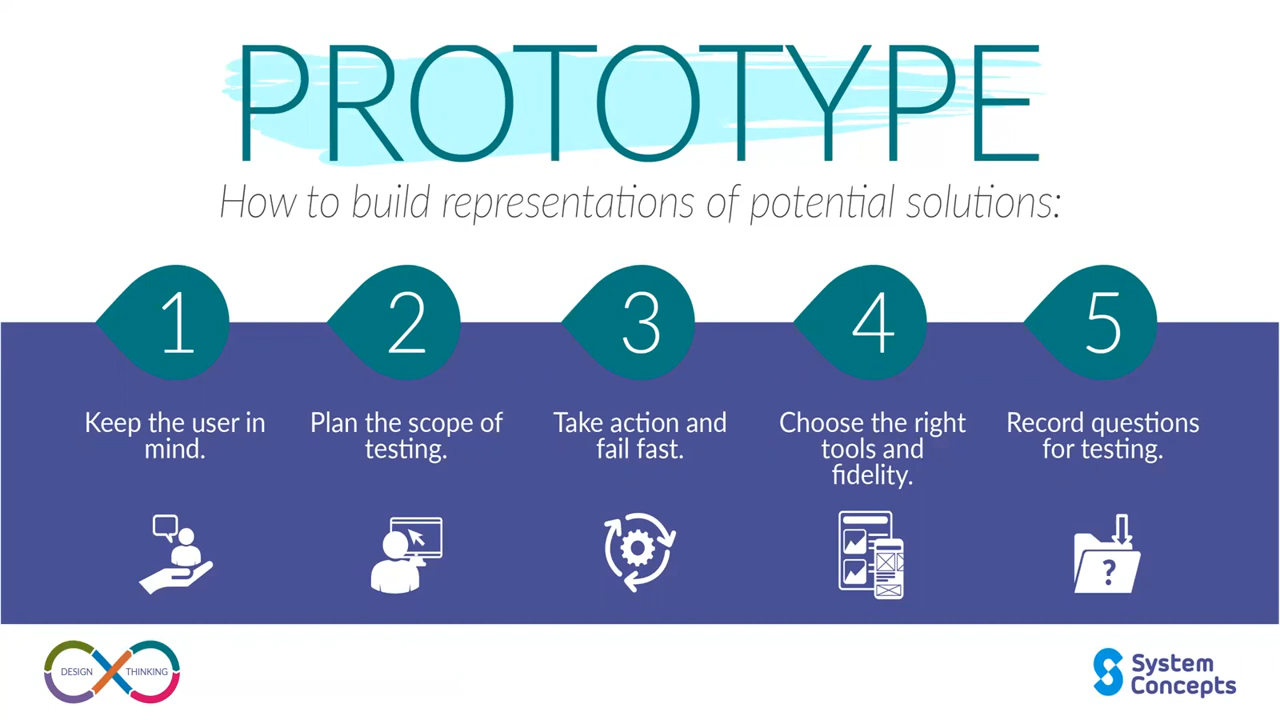 PROTOTYPE
How to build representations of potential solutions:
1
Keep the user in
mind.
2
Plan the scope of
testing.
3
Take action and
fail fast.
4
Choose the right
tools and
fidelity.
5
Record questions
for testing.
?
DESIGN THINKING
System
Concepts